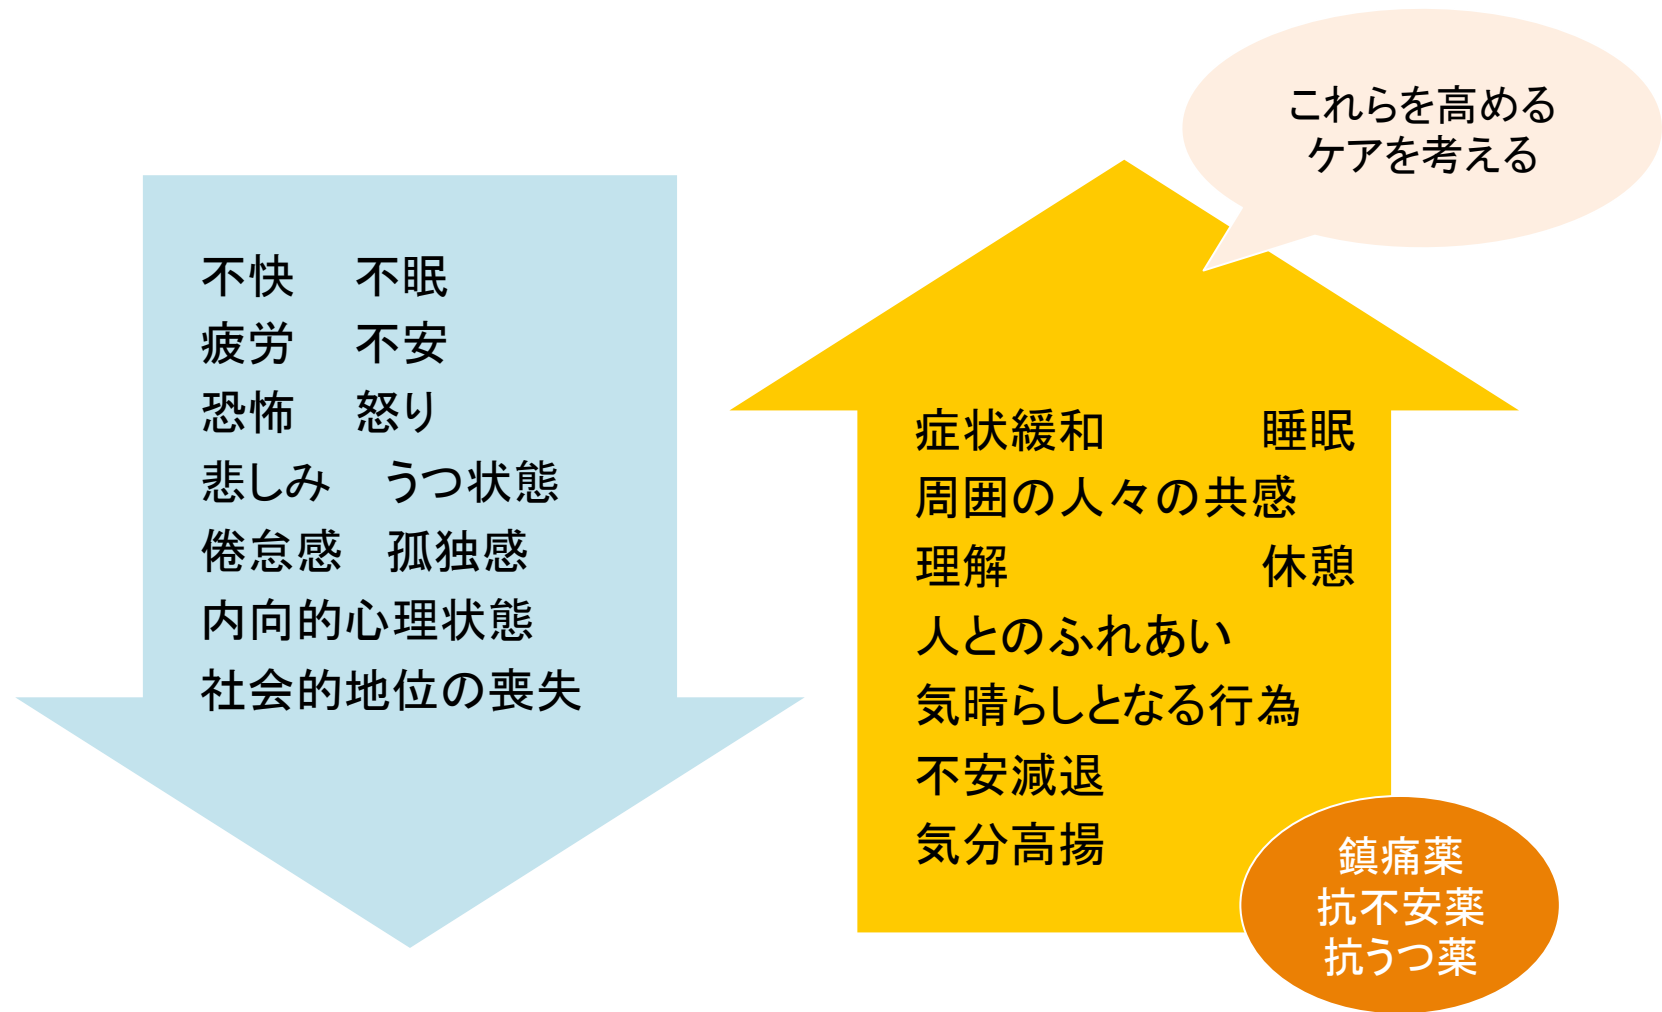 これらを高める
ケアを考える
不快 不眠
疲労 不安
恐怖 怒り
悲しみ うつ状態
倦怠感 孤独感
内向的心理状態
社会的地位の喪失
症状緩和 睡眠
周囲の人々の共感
理解 休憩
人とのふれあい
気晴らしとなる行為
不安減退
気分高揚
鎮痛薬
抗不安薬
抗うつ薬